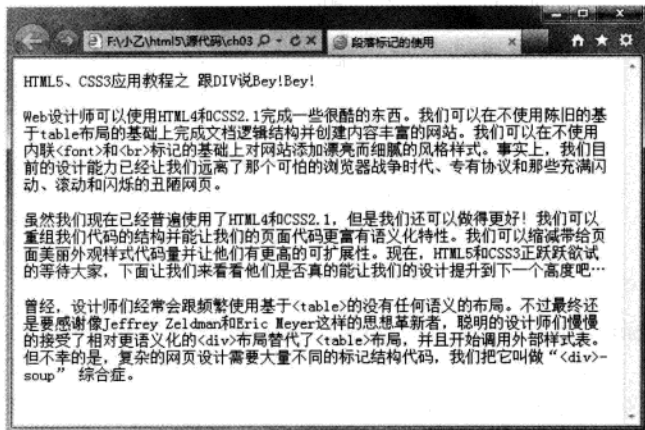 F:\小乙\html5\源代码\ch03
段落标记的使用
HTML5、CSS3应用教程之 跟DIV说Bey!Bey!
Web设计师可以使用HTML4和CSS2.1完成一些很酷的东西。我们可以在不使用陈旧的基
于table布局的基础上完成文档逻辑结构并创建内容丰富的网站。我们可以在不使用
内联<font>和<br>标记的基础上对网站添加漂亮而细腻的风格样式。事实上，我们目
前的设计能力已经让我们远离了那个可怕的浏览器战争时代、专有协议和那些充满闪
动、滚动和闪烁的丑陋网页。
虽然我们现在已经普遍使用了HTML4和CSS2.1，但是我们还可以做得更好！我们可以
重组我们代码的结构并能让我们的页面代码更富有语义化特性。我们可以缩减带给页
面美丽外观样式代码量并让他们有更高的可扩展性。现在，HTML5和CSS3正跃跃欲试
的等待大家，下面让我们来看看他们是否真的能让我们的设计提升到下一个高度吧…
曾经，设计师们经常会跟频繁使用基于<table>的没有任何语义的布局。不过最终还
是要感谢像Jeffrey Zeldman和Eric Meyer这样的思想革新者，聪明的设计师们慢慢
的接受了相对更语义化的<div>布局替代了<table>布局，并且开始调用外部样式表。
但不幸的是，复杂的网页设计需要大量不同的标记结构代码，我们把它叫做“<div>-
soup” 综合症。